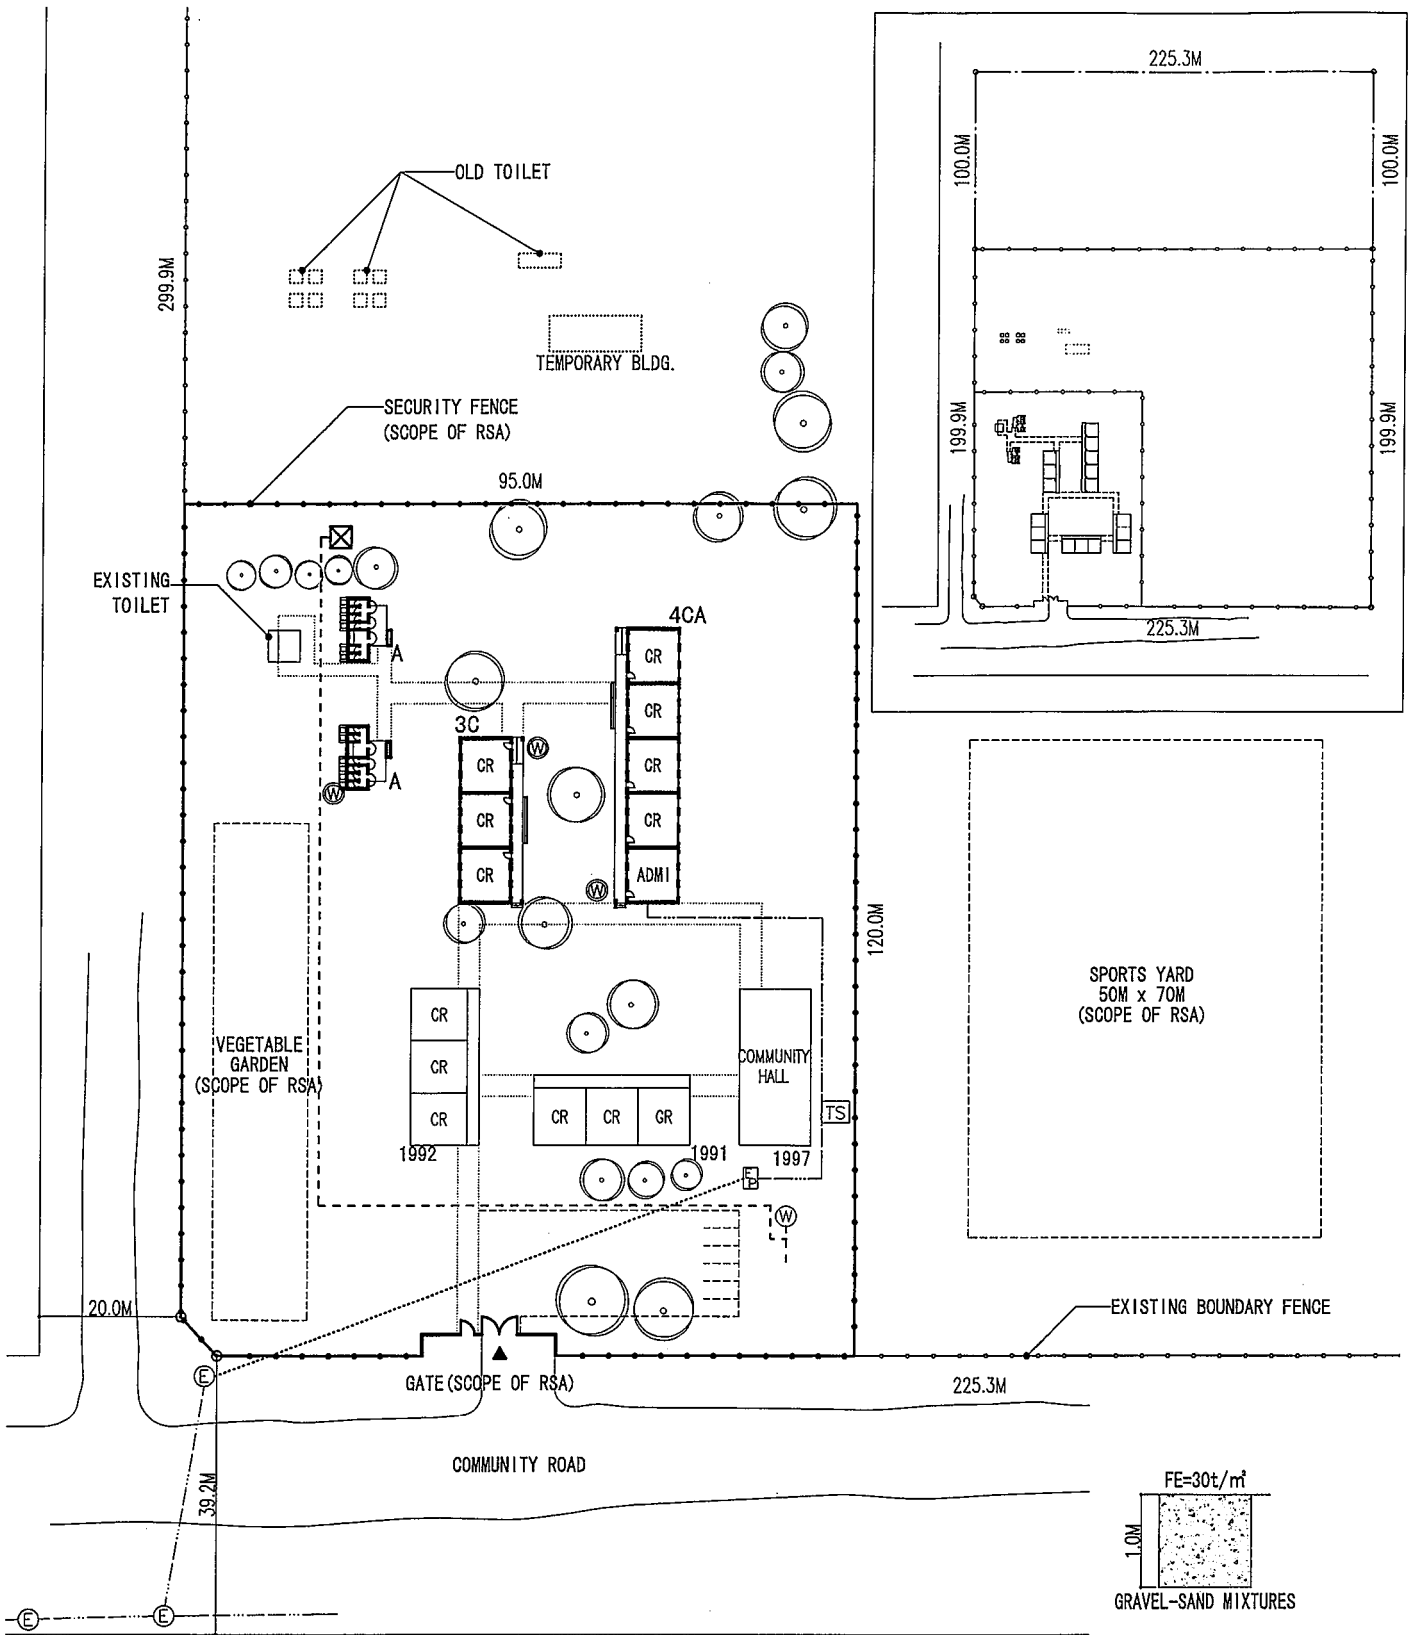 225.3M
100.0M
100.0M
OLD TOILET
299.9M
TEMPORARY BLDG.
SECURITY FENCE
(SCOPE OF RSA)
199.9M
199.9M
95.0M
EXISTING
TOILET
225.3M
4CA
A
CR
CR
3C
W
CR
CR
A
W
CR
CR
CR
W
ADMI
120.0M
SPORTS YARD
50M x 70M
(SCOPE OF RSA)
CR
VEGETABLE
GARDEN
(SCOPE OF RSA)
CR
COMMUNITY
HALL
CR
CR
CR
GR
TS
1992
1991
1997
EP
W
20.0M
EXISTING BOUNDARY FENCE
E
GATE(SCOPE OF RSA)
225.3M
COMMUNITY ROAD
39.2M
FE=30t/㎡
1.0M
GRAVEL-SAND MIXTURES
E
E